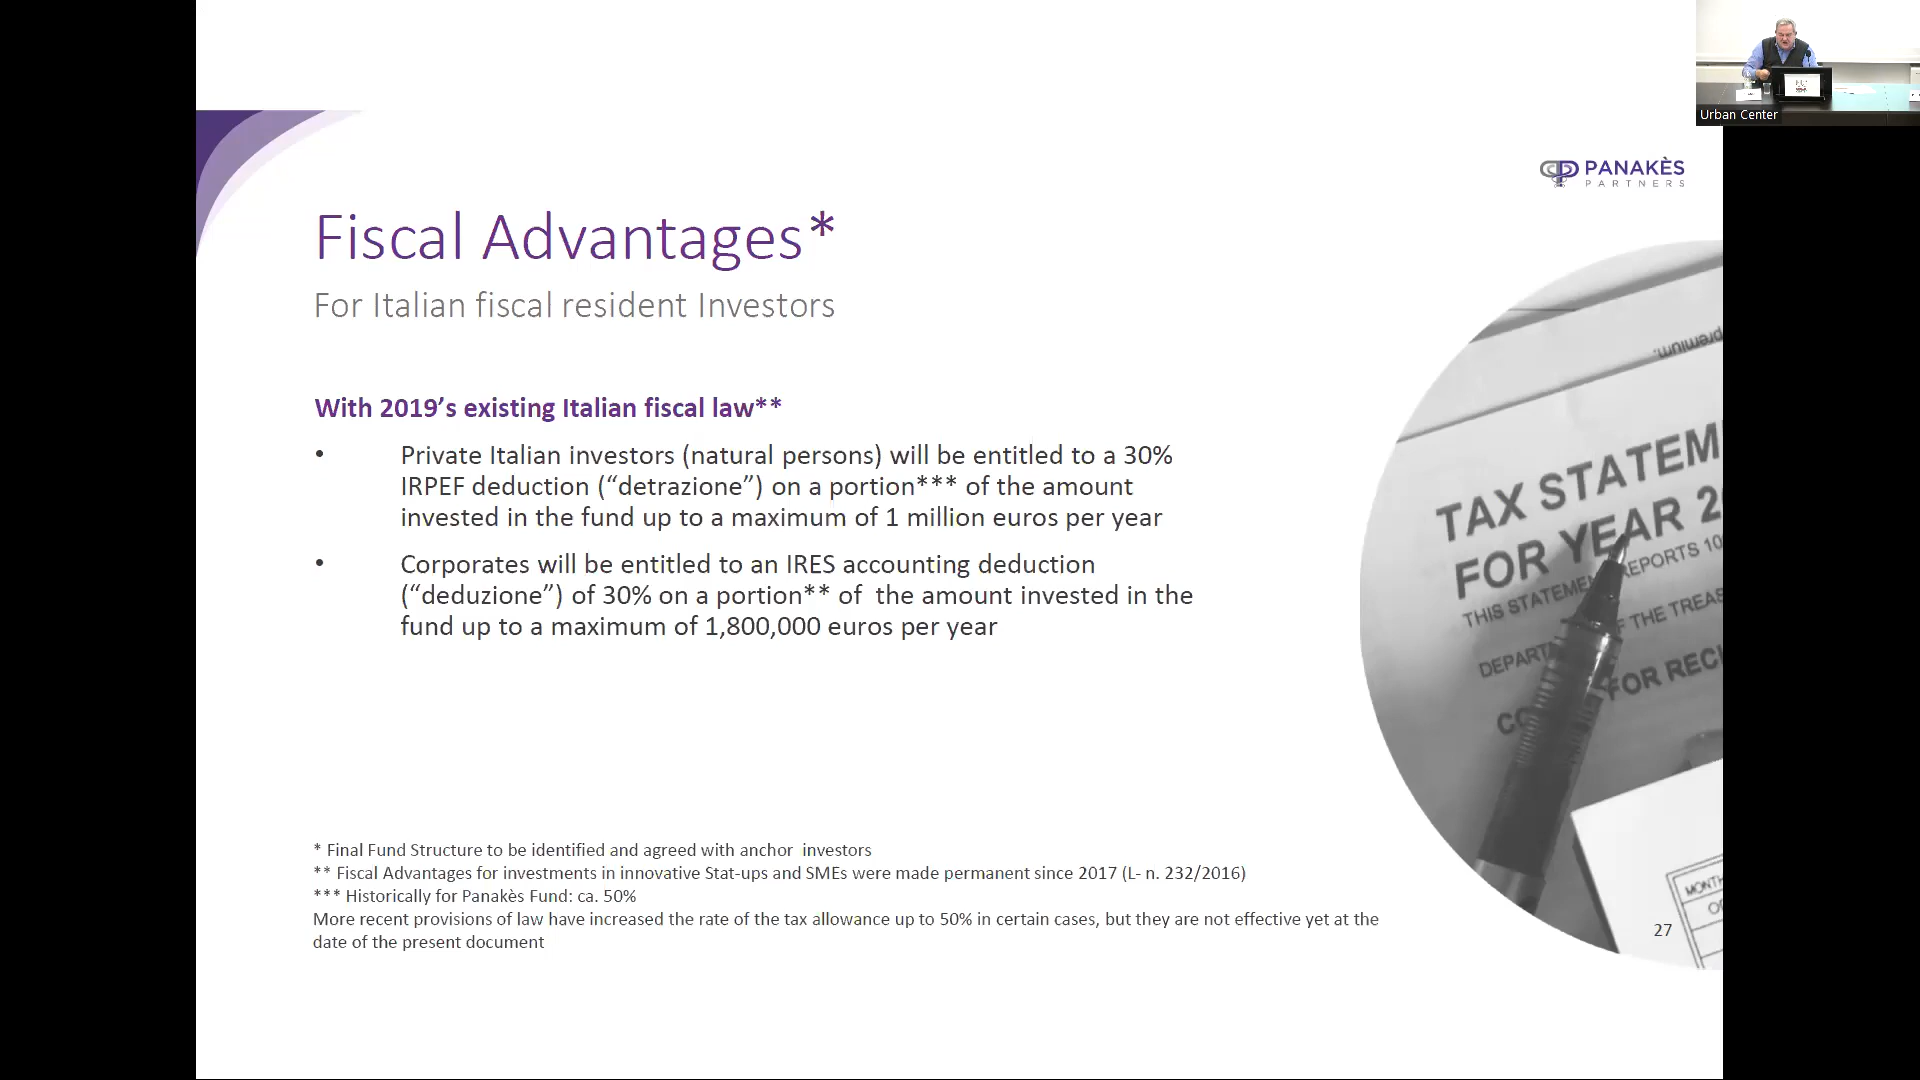 Urban Center
PANAKÈS
PARTNERS
Fiscal Advantages*
For Italian fiscal resident Investors
With 2019’s existing Italian fiscal law**
• Private Italian investors (natural persons) will be entitled to a 30%
IRPEF deduction (“detrazione”) on a portion*** of the amount
invested in the fund up to a maximum of 1 million euros per year
• Corporates will be entitled to an IRES accounting deduction
(“deduzione”) of 30% on a portion** of  the amount invested in the
fund up to a maximum of 1,800,000 euros per year
premium.
TAX STATEM
FOR YEAR 2
THIS STATEME REPORTS 10
DEPART F THE TREAS
FOR REC
MONTH
* Final Fund Structure to be identified and agreed with anchor  investors
** Fiscal Advantages for investments in innovative Stat-ups and SMEs were made permanent since 2017 (L- n. 232/2016)
*** Historically for Panakès Fund: ca. 50%
More recent provisions of law have increased the rate of the tax allowance up to 50% in certain cases, but they are not effective yet at the
date of the present document
27